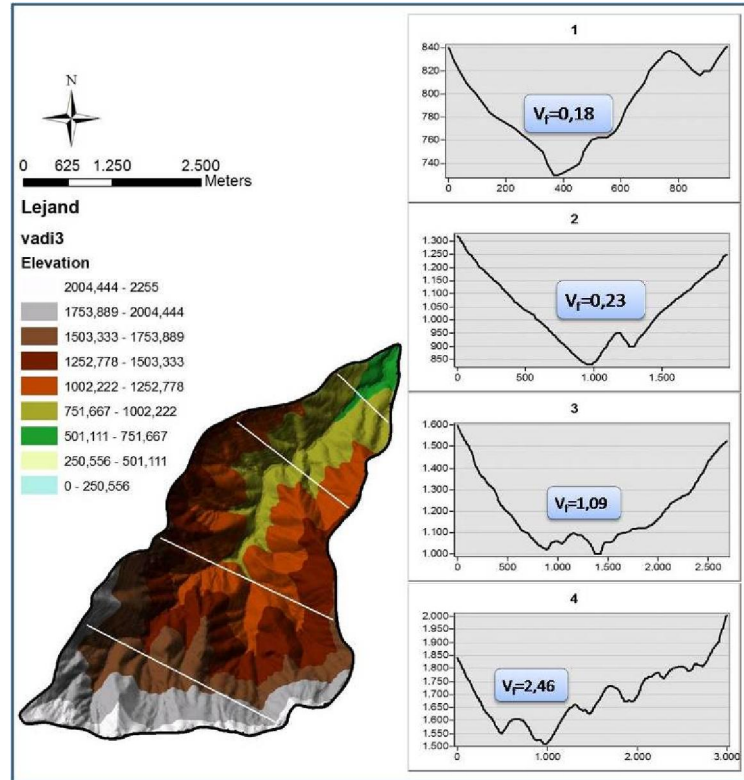 N
0 625 1.250 2.500
Meters
Lejand
vadi3
Elevation
2004,444 - 2255
1753,889 - 2004,444
1503,333 - 1753,889
1252,778 - 1503,333
1002,222 - 1252,778
751,667 - 1002,222
501,111 - 751,667
250,556 - 501,111
0 - 250,556
1
840
820
800
780
760
740
Vf=0,18
0 200 400 600 800
2
1.300
1.250
1.200
1.150
1.100
1.050
1.000
950
900
850
Vf=0,23
0 500 1.000 1.500
3
1.600
1.500
1.400
1.300
1.200
1.100
1.000
Vf=1,09
0 500 1.000 1.500 2.000 2.500
4
2.000
1.950
1.900
1.850
1.800
1.750
1.700
1.650
1.600
1.550
1.500
Vf=2,46
0 500 1.000 1.500 2.000 2.500 3.000